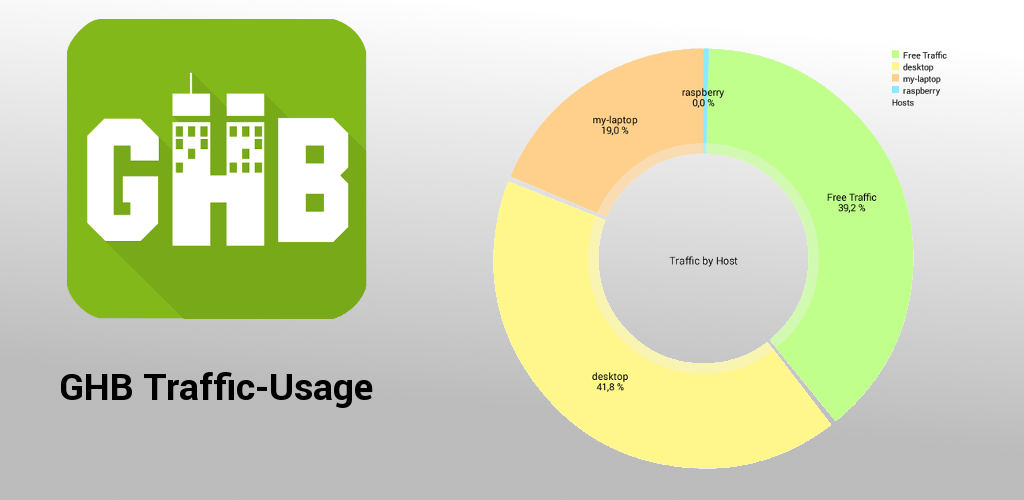 GHB
GHB Traffic-Usage
raspberry
0,0 %
my-laptop
19,0 %
Free Traffic
39,2 %
Traffic by Host
desktop
41,8 %
Free Traffic
desktop
my-laptop
raspberry
Hosts